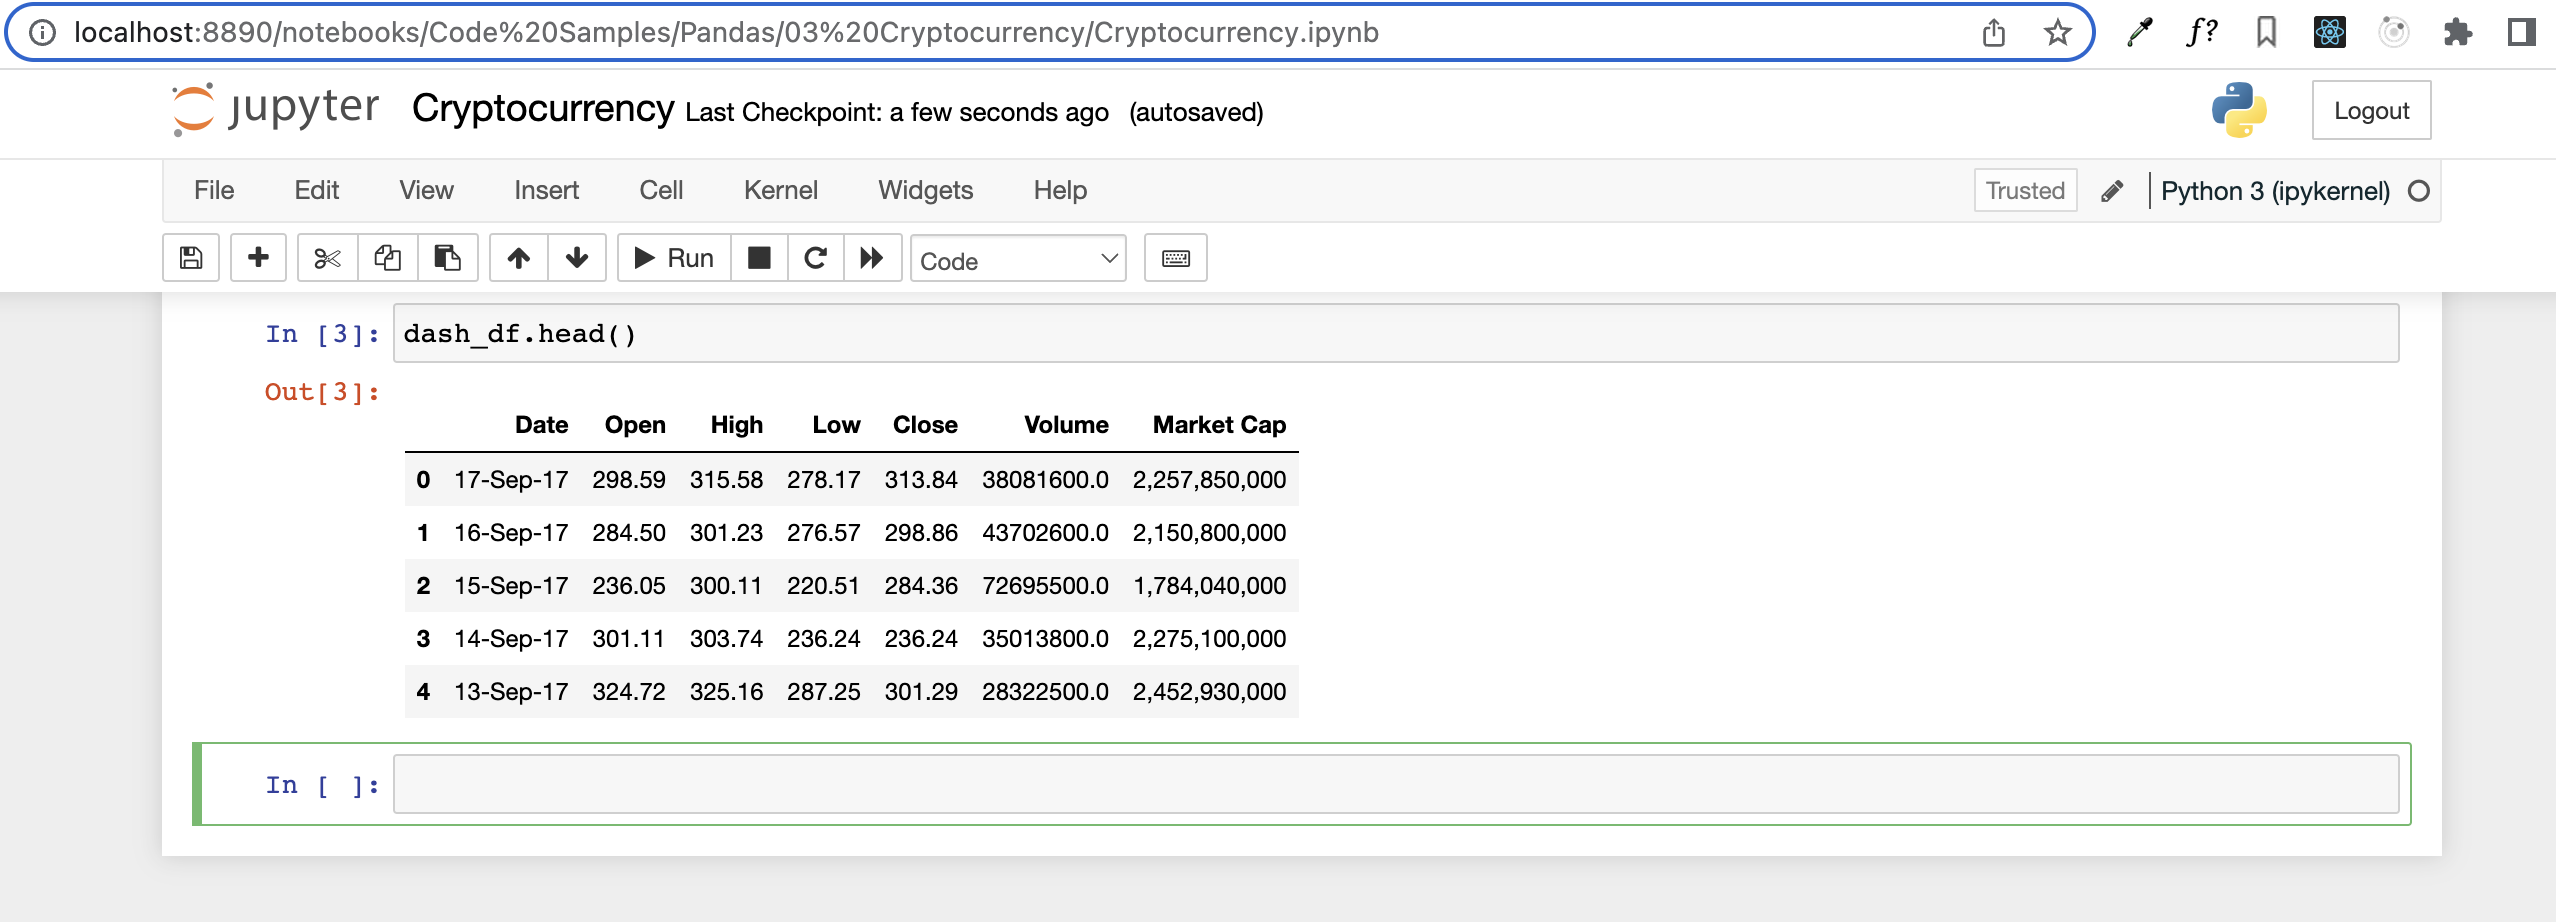 localhost:8890/notebooks/Code%20Samples/Pandas/03%20Cryptocurrency/Cryptocurrency.ipynb f?
jupyter Cryptocurrency Last Checkpoint: a few seconds ago (autosaved) Logout
File Edit View Insert Cell Kernel Widgets Help Trusted Python 3 (ipykernel)
Run Code
In [3]: dash_df.head()
Out[3]:
Date Open High Low Close Volume Market Cap
0 17-Sep-17 298.59 315.58 278.17 313.84 38081600.0 2,257,850,000
1 16-Sep-17 284.50 301.23 276.57 298.86 43702600.0 2,150,800,000
2 15-Sep-17 236.05 300.11 220.51 284.36 72695500.0 1,784,040,000
3 14-Sep-17 301.11 303.74 236.24 236.24 35013800.0 2,275,100,000
4 13-Sep-17 324.72 325.16 287.25 301.29 28322500.0 2,452,930,000
In [ ]: